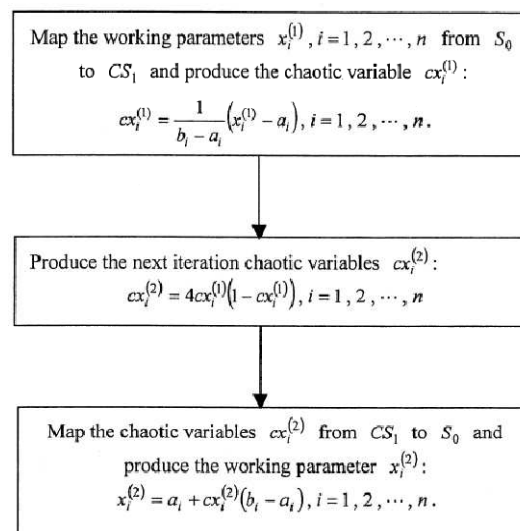 Map the working parameters x_i^{(1)}, i = 1, 2, ⋯, n from S_0
to CS_1 and produce the chaotic variable cx_i^{(1)} :
cx_i^{(1)} = \frac{1}{b_i - a_i}(x_i^{(1)} - a_i), i = 1, 2, ⋯, n.
Produce the next iteration chaotic variables cx_i^{(2)} :
cx_i^{(2)} = 4cx_i^{(1)}(1 - cx_i^{(1)}), i = 1, 2, ⋯, n
Map the chaotic variables cx_i^{(2)} from CS_1 to S_0 and
produce the working parameter x_i^{(2)} :
x_i^{(2)} = a_i + cx_i^{(2)}(b_i - a_i), i = 1, 2, ⋯, n.